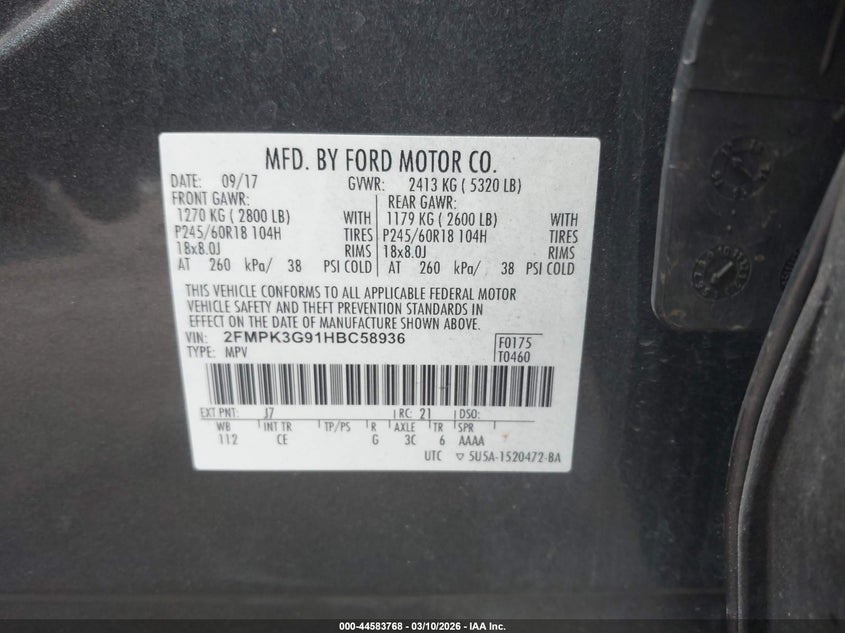 MFD. BY FORD MOTOR CO.
DATE: 09/17 GVWR: 2413 KG ( 5320 LB)
FRONT GAWR: REAR GAWR:
1270 KG ( 2800 LB) WITH 1179 KG ( 2600 LB) WITH
P245/60R18 104H TIRES P245/60R18 104H TIRES
18x8.0J RIMS 18x8.0J RIMS
AT 260 kPa/ 38 PSI COLD AT 260 kPa/ 38 PSI COLD
THIS VEHICLE CONFORMS TO ALL APPLICABLE FEDERAL MOTOR
VEHICLE SAFETY AND THEFT PREVENTION STANDARDS IN
EFFECT ON THE DATE OF MANUFACTURE SHOWN ABOVE.
VIN: 2FMPK3G91HBC58936 F0175
TYPE: MPV T0460
EXT PNT: J7 RC: 21 DSO:
WB INT TR TP/PS R AXLE TR SPR
112 CE G 3C 6 AAAA
UTC ▽ 5U5A-1520472-BA
000-44583768 - 03/10/2026 - IAA Inc.